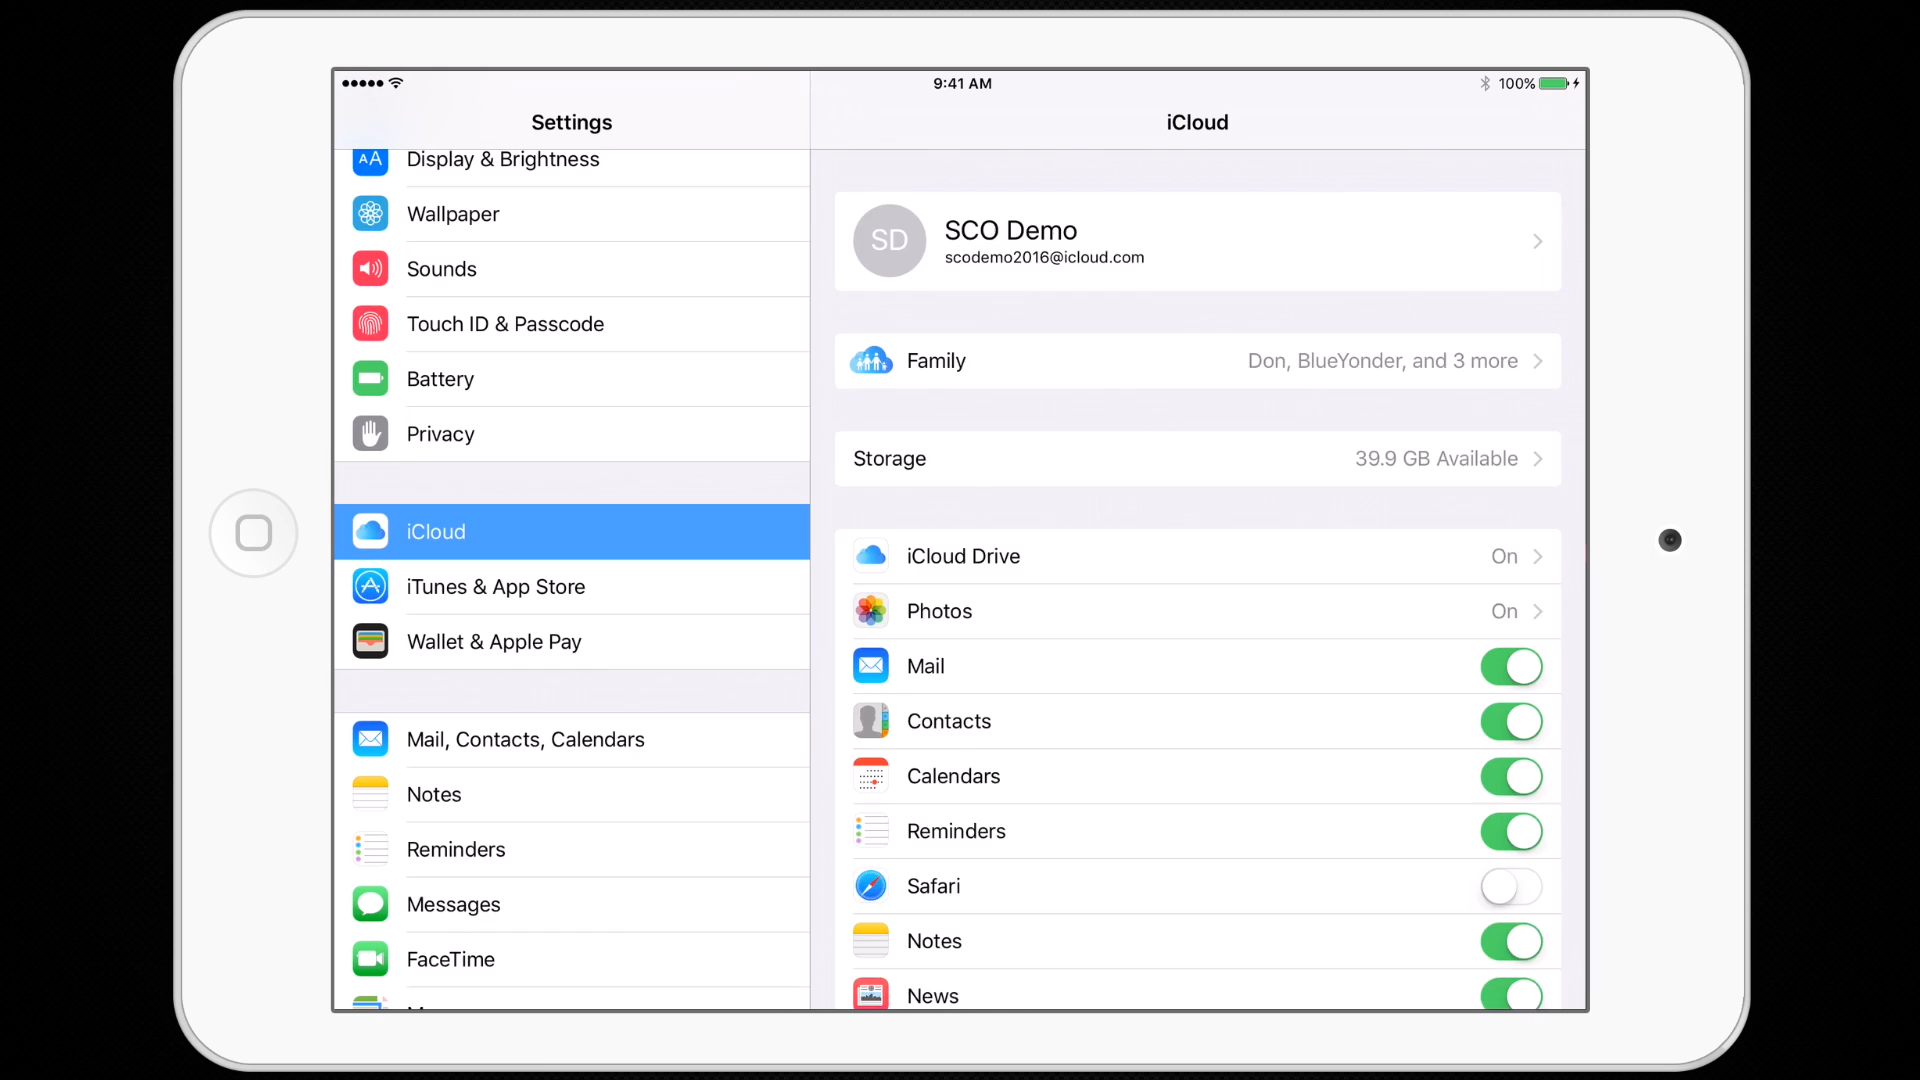 9:41 AM
100%
Settings
iCloud
AA
Display & Brightness
Wallpaper
Sounds
Touch ID & Passcode
Battery
Privacy
iCloud
iTunes & App Store
Wallet & Apple Pay
Mail, Contacts, Calendars
Notes
Reminders
Messages
FaceTime
SD
SCO Demo
scodemo2016@icloud.com
Family
Don, BlueYonder, and 3 more
Storage
39.9 GB Available
iCloud Drive
On
Photos
On
Mail
Contacts
Calendars
Reminders
Safari
Notes
News